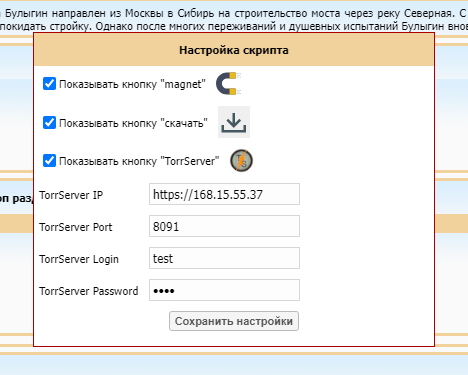 Булыгин направлен из Москвы в Сибирь на строительство моста через реку Северная. С
покидать стройку. Однако после многих переживаний и душевных испытаний Булыгин внов
Настройка скрипта
Показывать кнопку "magnet"
Показывать кнопку "скачать"
Показывать кнопку "TorrServer"
TS
оп разд
TorrServer IP https://168.15.55.37
TorrServer Port 8091
TorrServer Login test
TorrServer Password ••••
Сохранить настройки